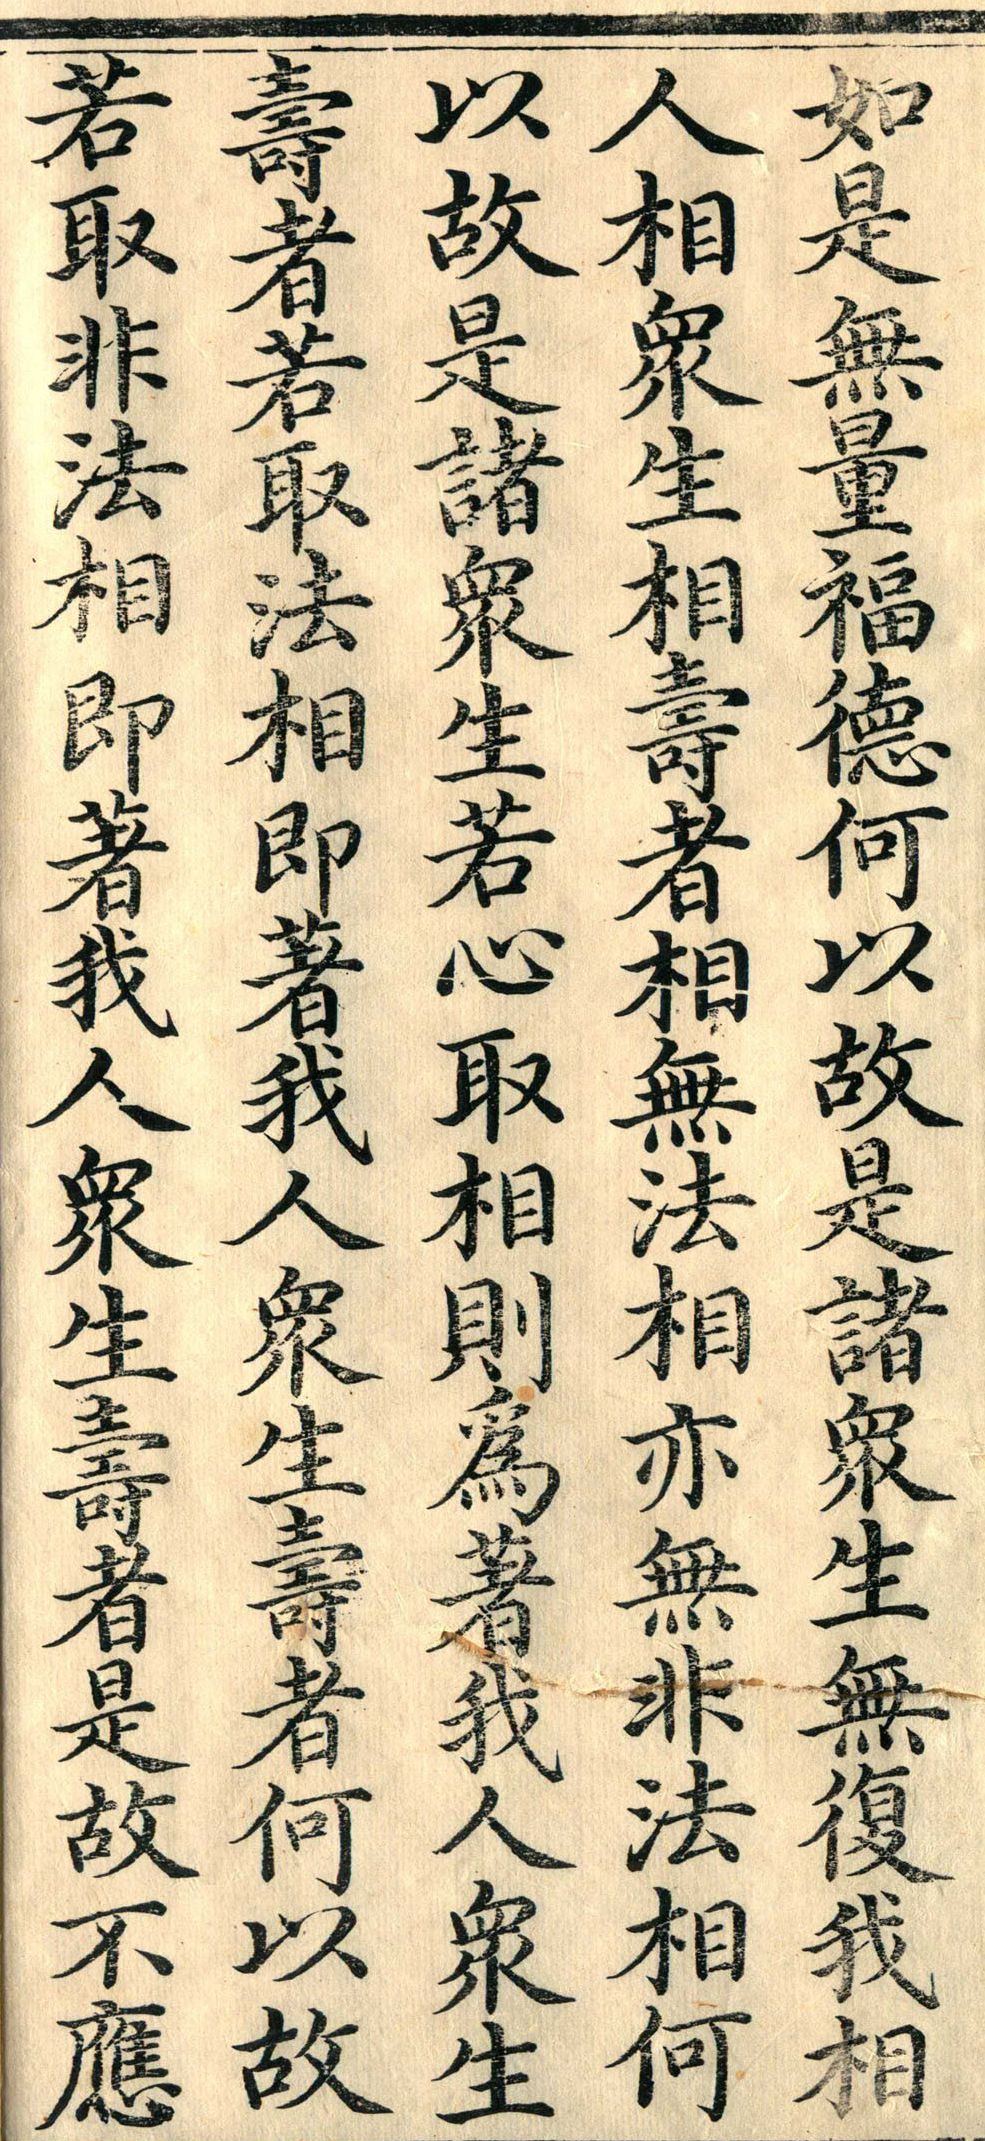 如是無量福德何以故是諸衆生無復我相
人相衆生相壽者相無法相亦無非法相何
以故是諸衆生若心取相則爲著我人衆生
壽者若取法相即著我人衆生壽者何以故
若取非法相即著我人衆生壽者是故不應